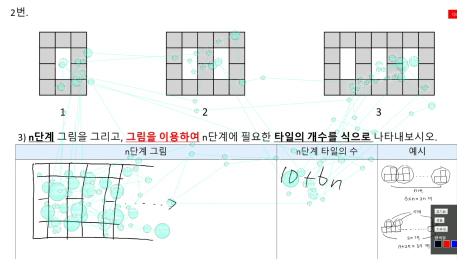 2번.
1
2
3
3) n단계 그림을 그리고, 그림을 이용하여 n단계에 필요한 타일의 개수를 식으로 나타내보시오.
n단계 그림
n단계 타일의 수
예시
10+6n